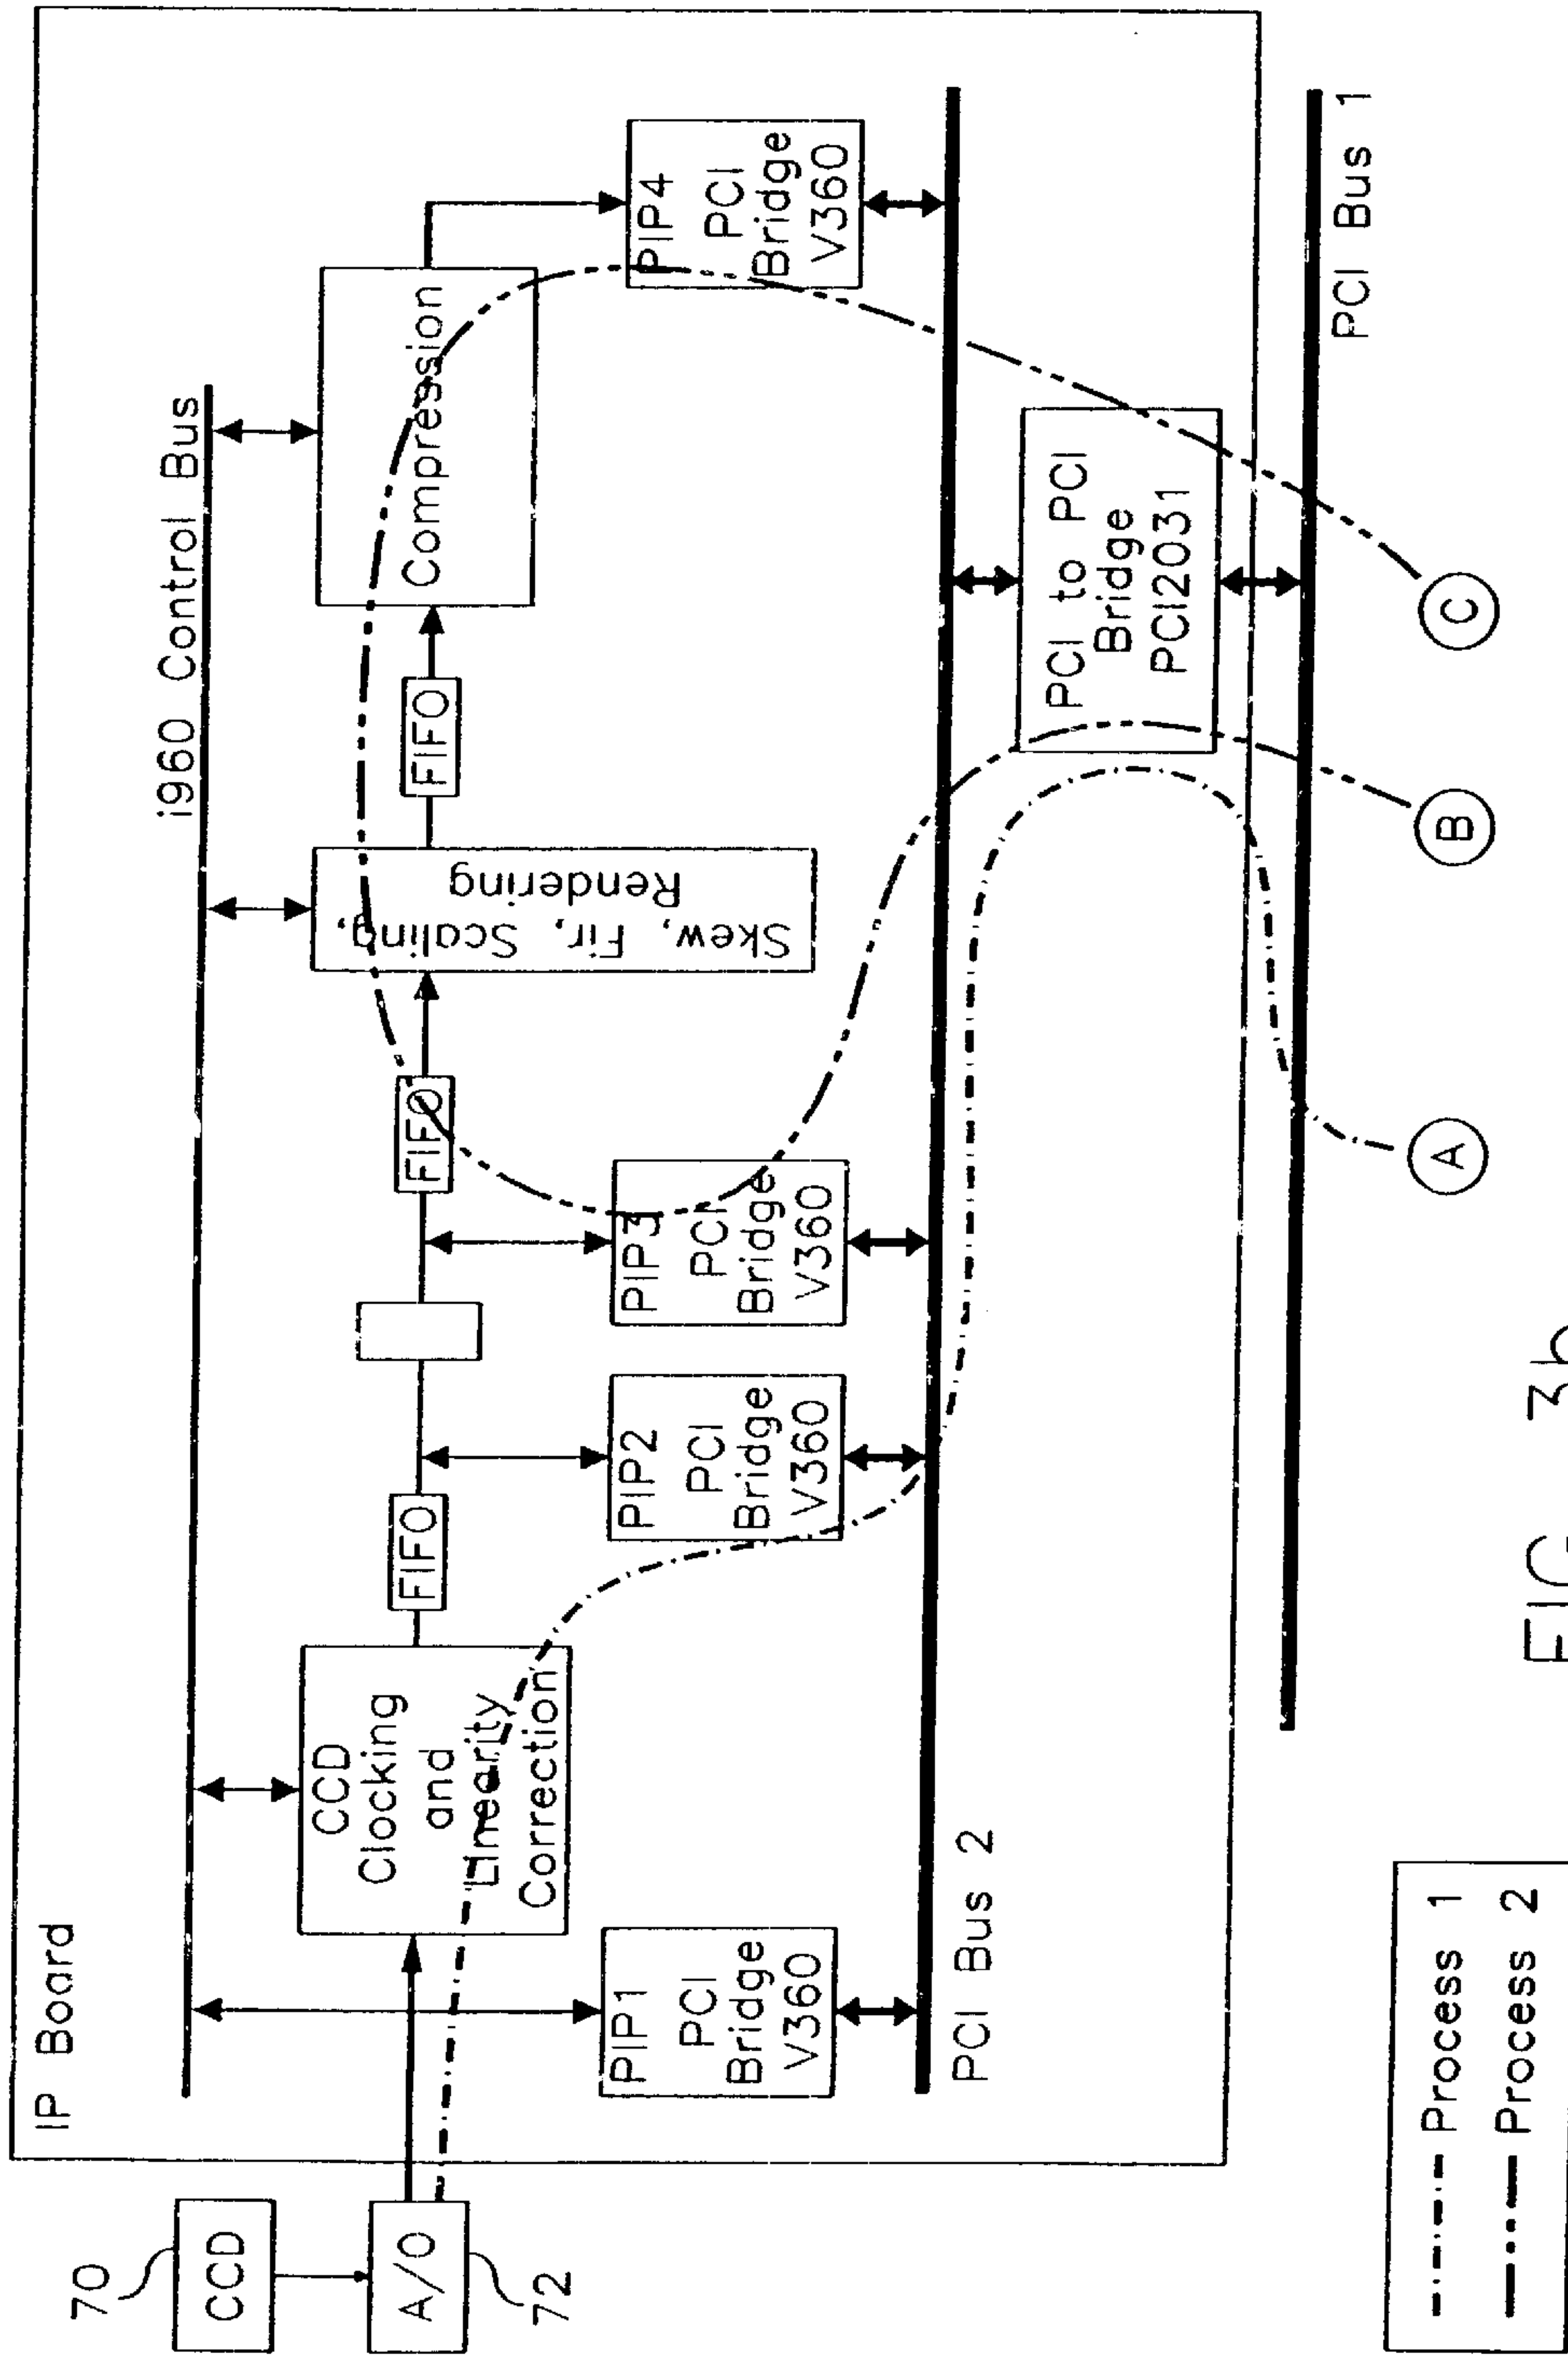 IP Board
i960 Control Bus
70
CCD
A/O
72
CCD
Clocking
and
Linearity
Correction
FIFO
FIFO
Skew, Fir, Scaling,
Rendering
FIFO
Compression
PIP1
PCI
Bridge
V360
PIP2
PCI
Bridge
V360
PIP3
PCI
Bridge
V360
PIP4
PCI
Bridge
V360
PCI Bus 2
PCI to PCI
Bridge
PCI2031
PCI Bus 1
A
B
C
Process 1
Process 2
FIG. 3b